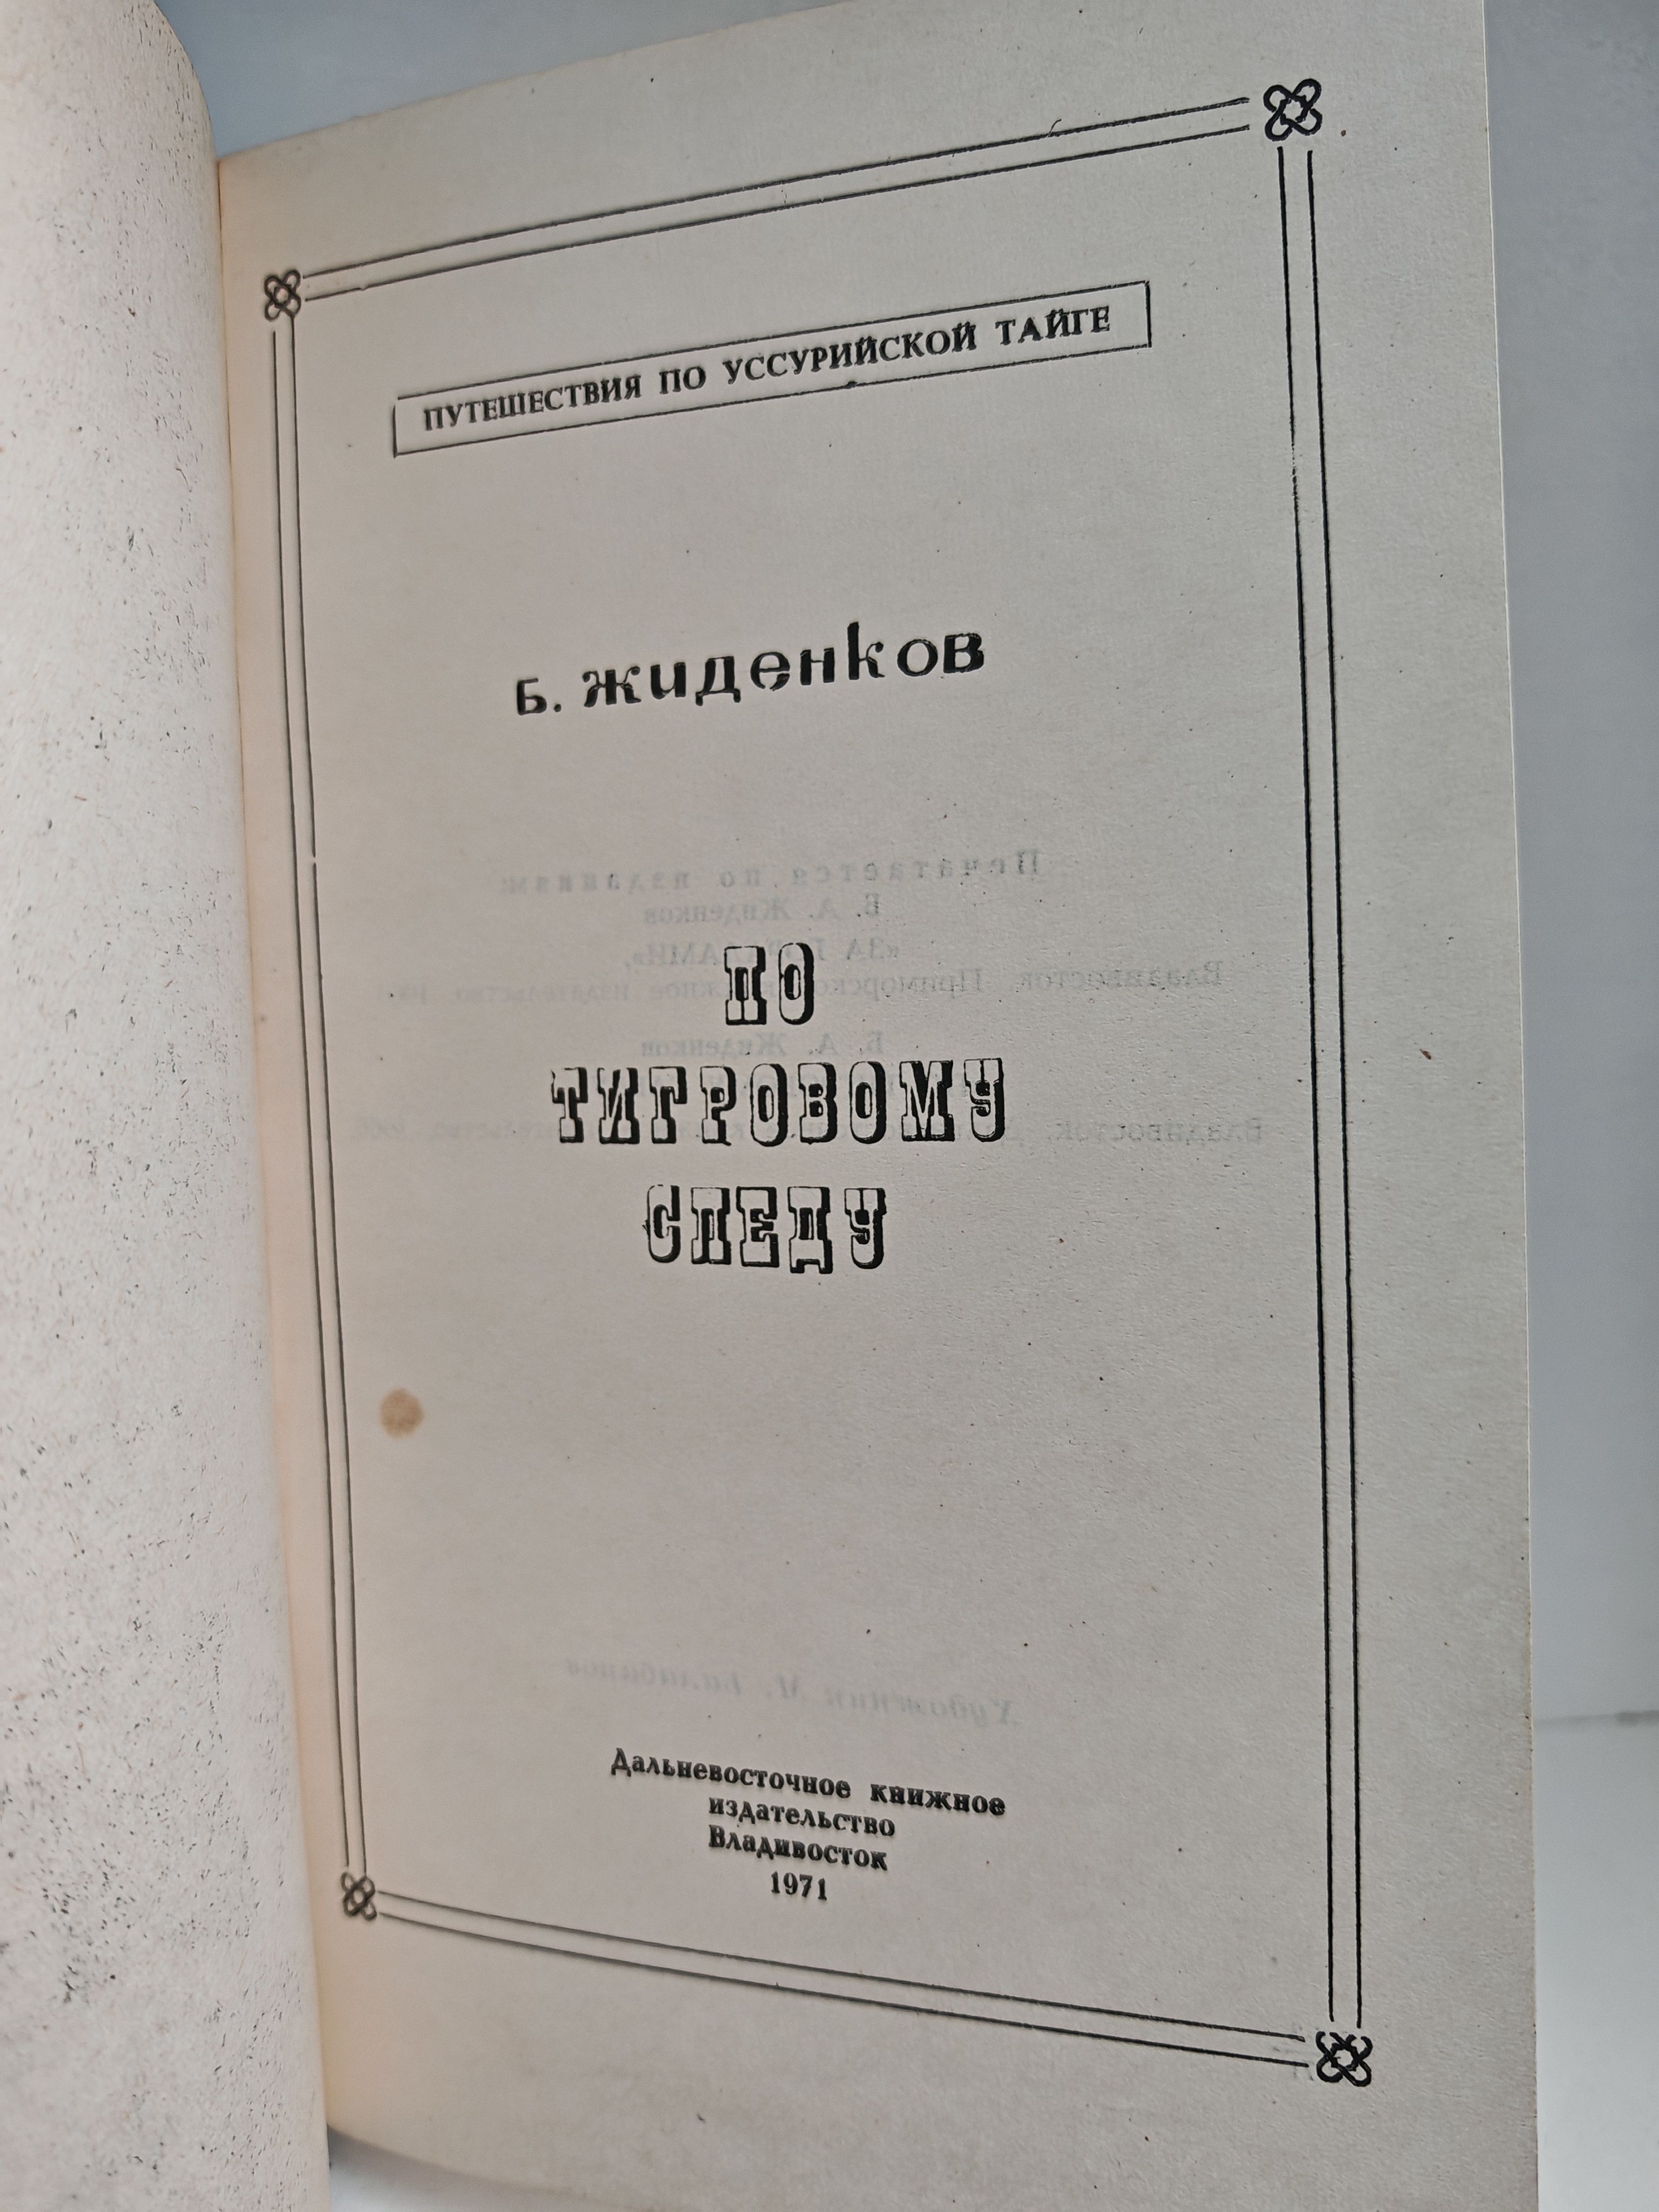 ПУТЕШЕСТВИЯ ПО УССУРИЙСКОЙ ТАЙГЕ
Б. Жиденков
ПО
ТИГРОВОМУ
СЛЕДУ
Дальневосточное книжное
издательство
Владивосток
1971